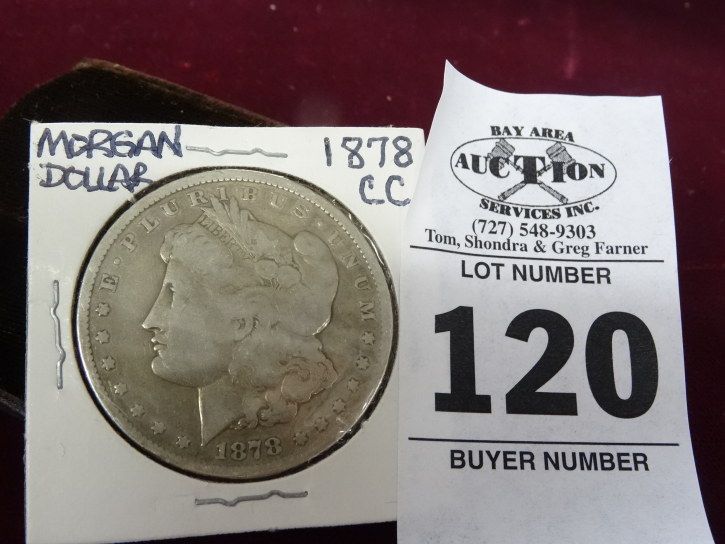 MORGAN DOLLAR
1878 CC
E · PLURIBUS · UNUM
LIBERTY
1878
BAY AREA
AUCTION
SERVICES INC.
(727) 548-9303
Tom, Shondra & Greg Farner
LOT NUMBER
120
BUYER NUMBER